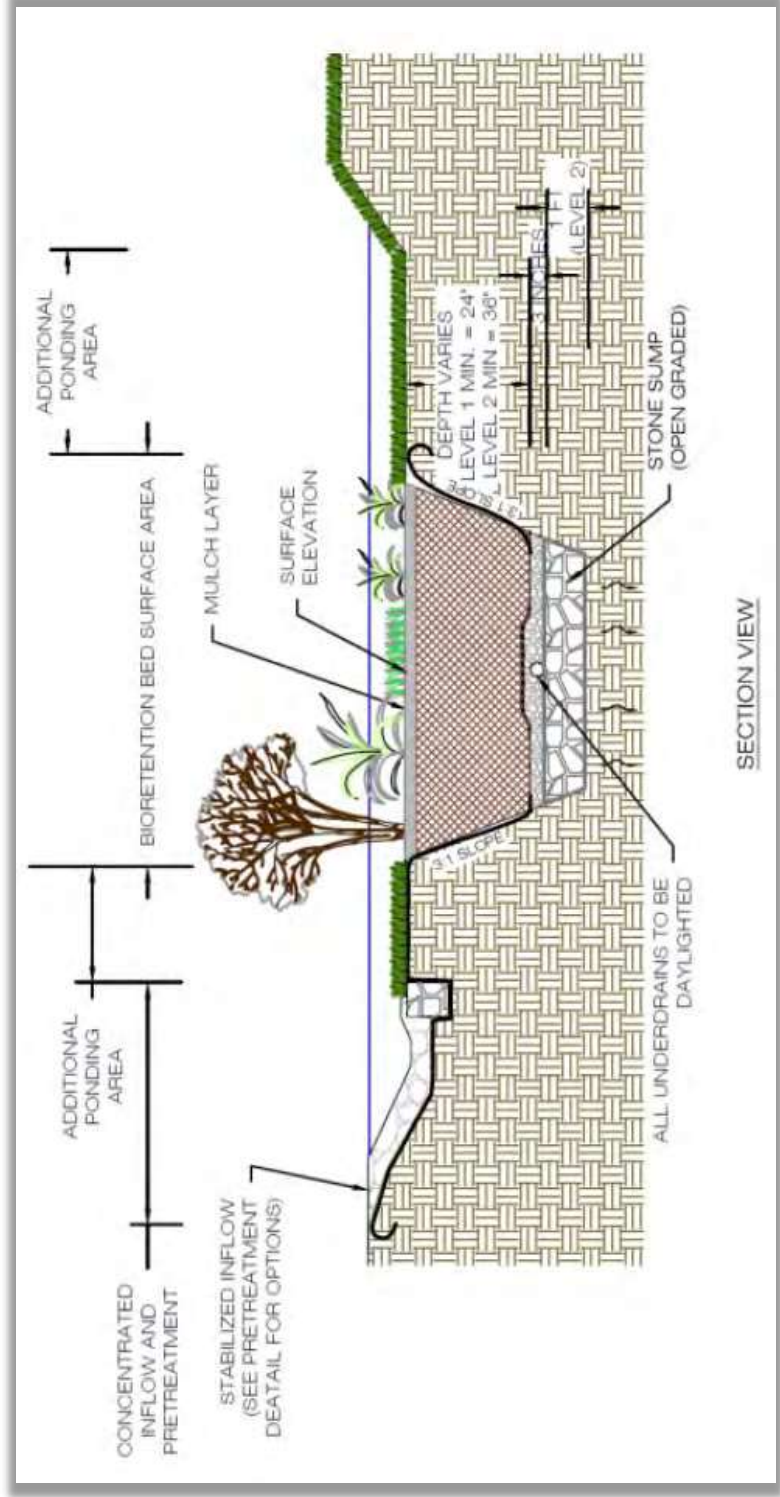 CONCENTRATED
INFLOW AND
PRETREATMENT
ADDITIONAL
PONDING
AREA
BIORETENTION BED SURFACE AREA
ADDITIONAL
PONDING
AREA
STABILIZED INFLOW
(SEE PRETREATMENT
DEATAIL FOR OPTIONS)
MULCH LAYER
SURFACE
ELEVATION
3:1 SLOPE
3:1 SLOPE
DEPTH VARIES
LEVEL 1 MIN. = 24"
LEVEL 2 MIN = 36"
3 INCHES
1 FT
(LEVEL 2)
ALL UNDERDRAINS TO BE
DAYLIGHTED
STONE SUMP
(OPEN GRADED)
SECTION VIEW